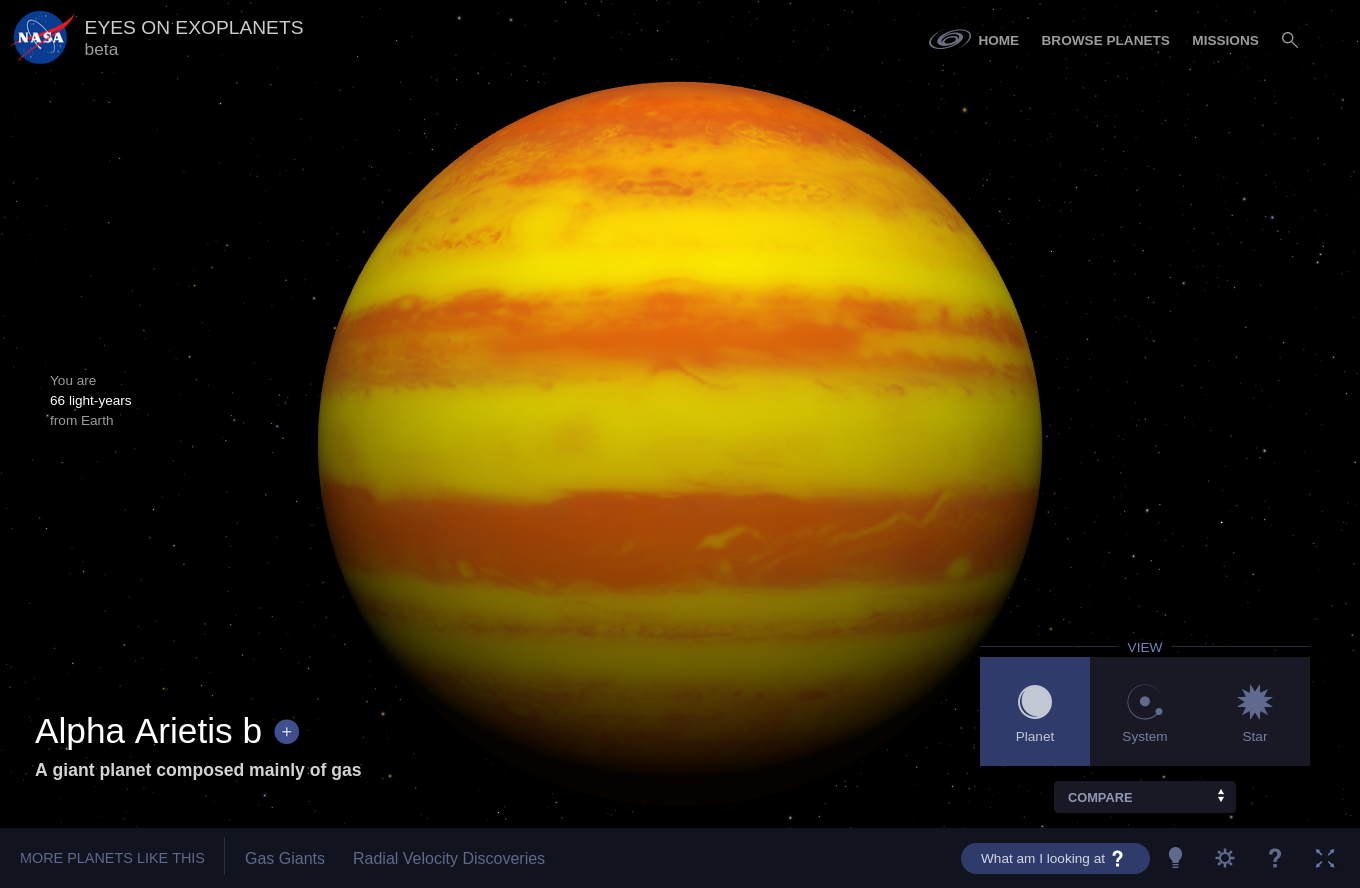 NASA
EYES ON EXOPLANETS
beta
HOME
BROWSE PLANETS
MISSIONS
You are
66 light-years
from Earth
Alpha Arietis b +
A giant planet composed mainly of gas
VIEW
Planet
System
Star
COMPARE
MORE PLANETS LIKE THIS
Gas Giants
Radial Velocity Discoveries
What am I looking at ?
?